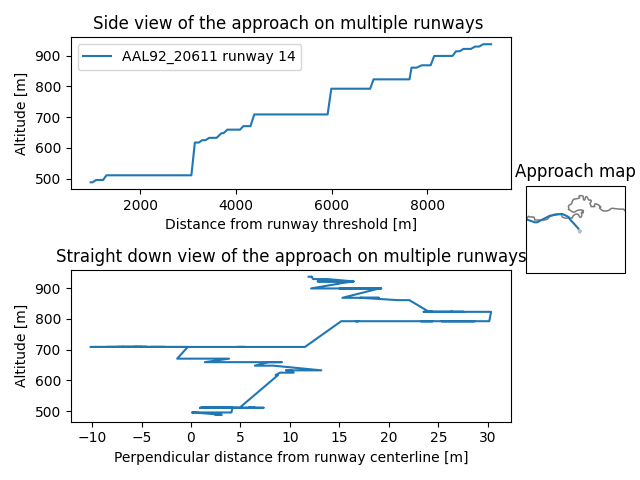 Side view of the approach on multiple runways
AAL92_20611 runway 14
Altitude [m]
900
800
700
600
500
2000
4000
6000
8000
Distance from runway threshold [m]
Approach map
Straight down view of the approach on multiple runways
Altitude [m]
900
800
700
600
500
−10
−5
0
5
10
15
20
25
30
Perpendicular distance from runway centerline [m]